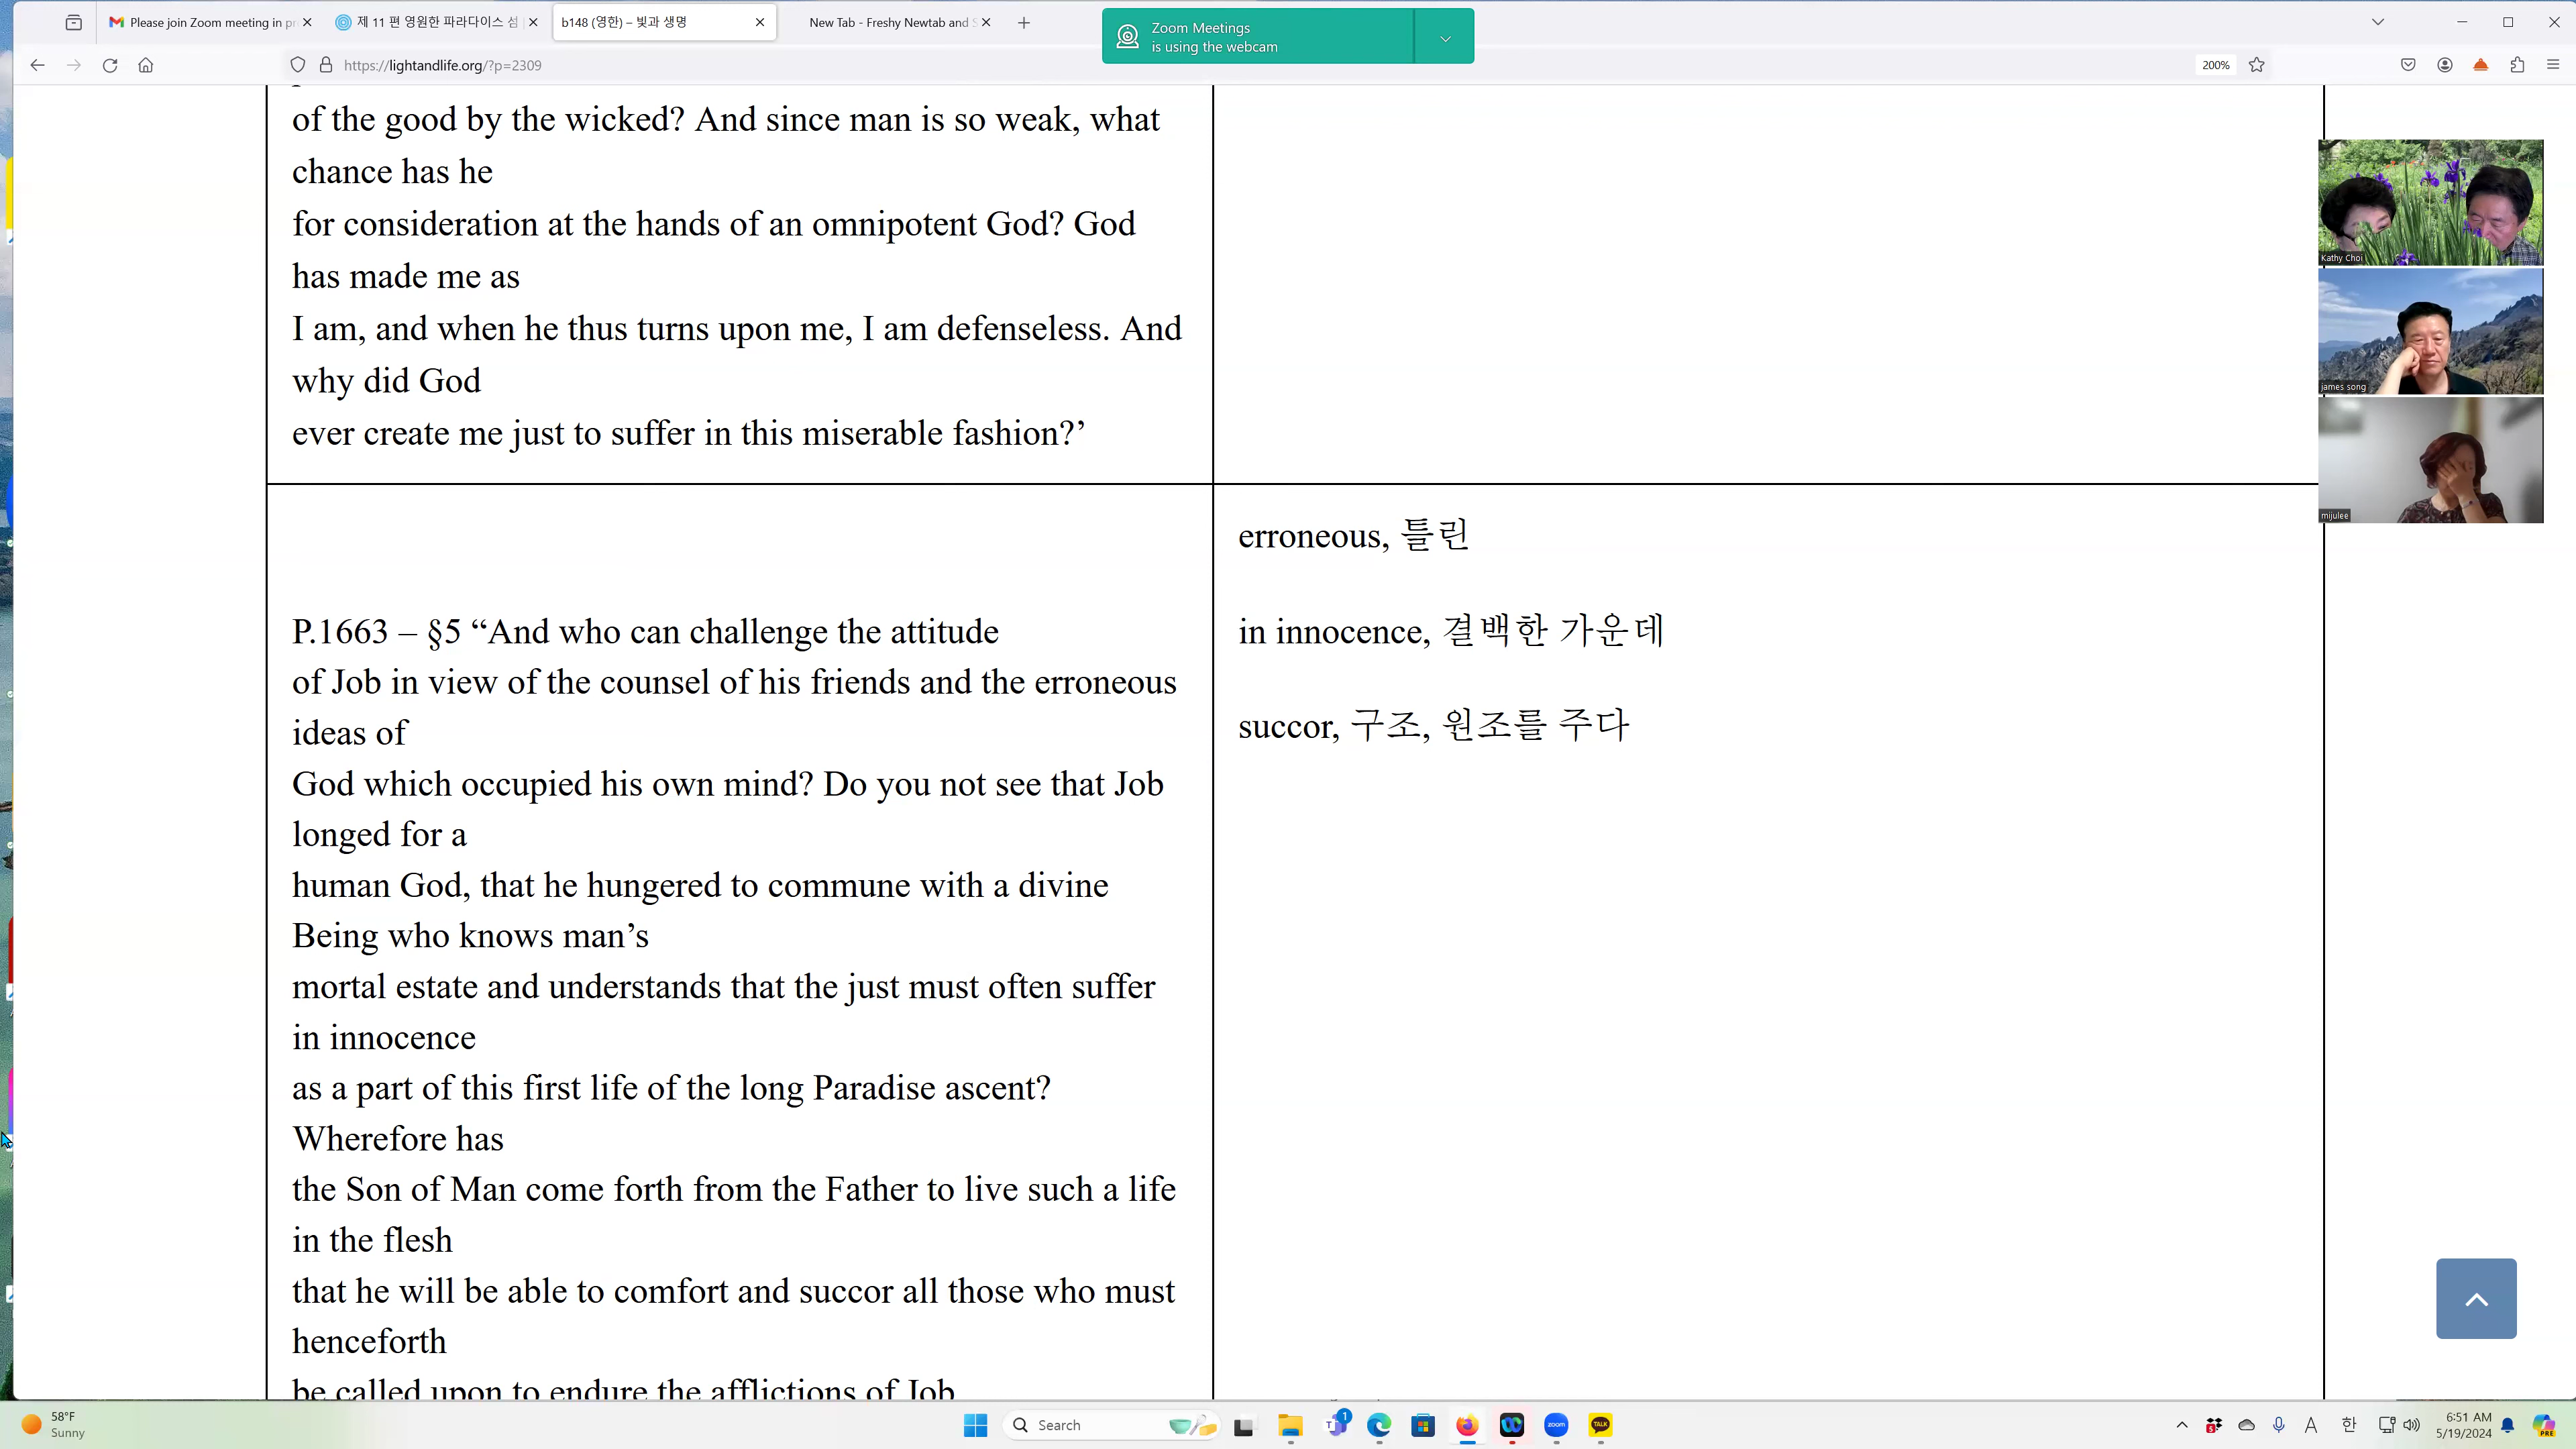 Please join Zoom meeting in pr
제 11 편 영원한 파라다이스 섬
b148 (영한) – 빛과 생명
New Tab - Freshy Newtab and S
Zoom Meetings
is using the webcam
https://lightandlife.org/?p=2309
200%
of the good by the wicked? And since man is so weak, what
chance has he
for consideration at the hands of an omnipotent God? God
has made me as
I am, and when he thus turns upon me, I am defenseless. And
why did God
ever create me just to suffer in this miserable fashion?’
Kathy Choi
james song
mijulee
erroneous, 틀린
in innocence, 결백한 가운데
succor, 구조, 원조를 주다
P.1663 – §5 “And who can challenge the attitude
of Job in view of the counsel of his friends and the erroneous
ideas of
God which occupied his own mind? Do you not see that Job
longed for a
human God, that he hungered to commune with a divine
Being who knows man’s
mortal estate and understands that the just must often suffer
in innocence
as a part of this first life of the long Paradise ascent?
Wherefore has
the Son of Man come forth from the Father to live such a life
in the flesh
that he will be able to comfort and succor all those who must
henceforth
be called upon to endure the afflictions of Job
58°F
Sunny
Search
1
zoom
TALK
A
한
6:51 AM
5/19/2024
PRE